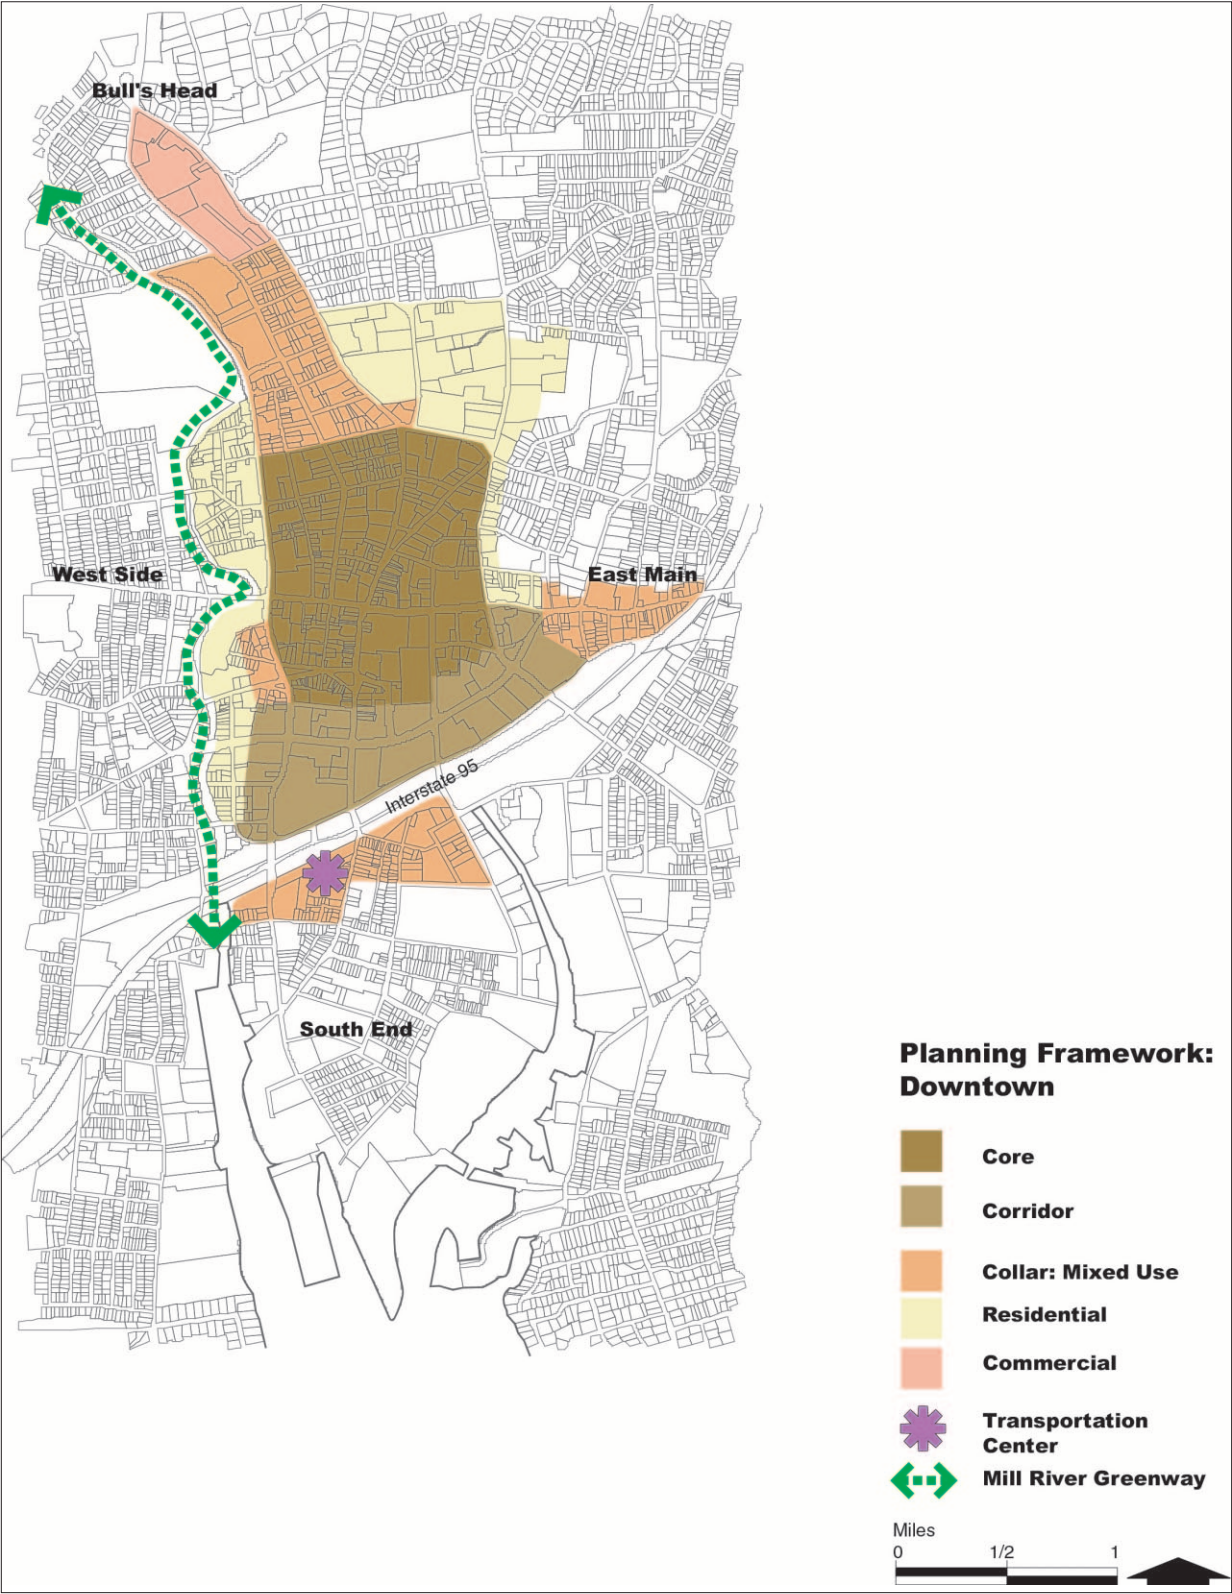 Bull's Head
West Side
East Main
Interstate 95
South End
Planning Framework:
Downtown
Core
Corridor
Collar: Mixed Use
Residential
Commercial
Transportation
Center
Mill River Greenway
Miles
0 1/2 1